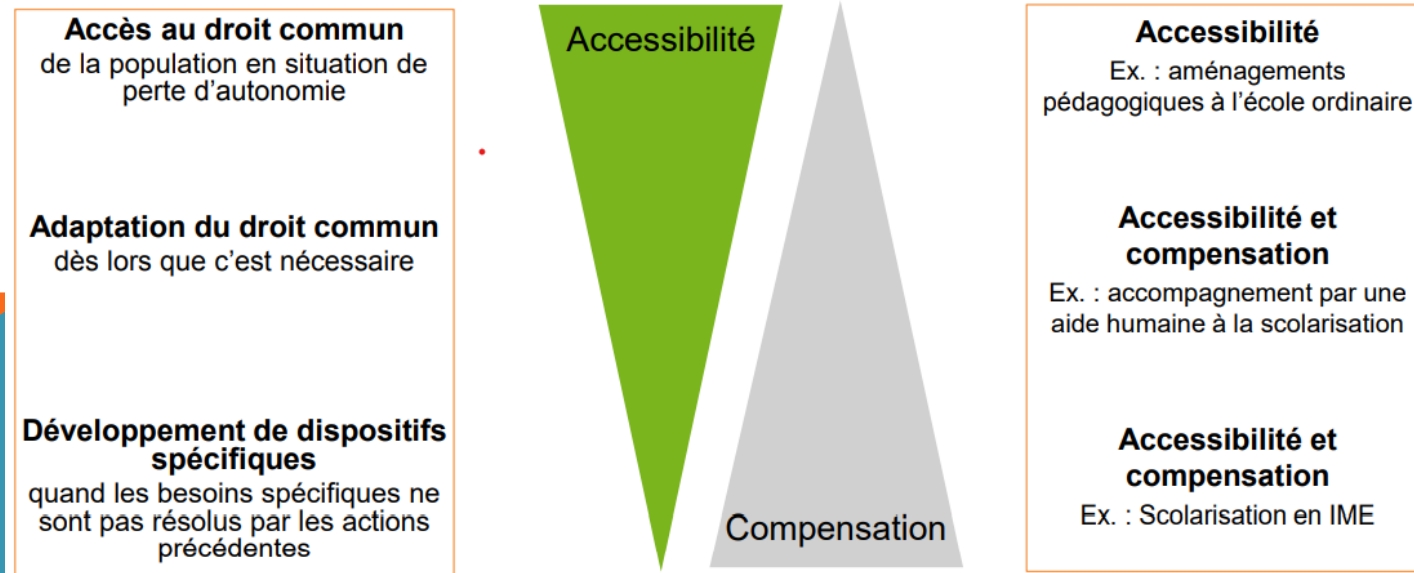 Accès au droit commun
de la population en situation de
perte d'autonomie
Adaptation du droit commun
dès lors que c'est nécessaire
Développement de dispositifs
spécifiques
quand les besoins spécifiques ne
sont pas résolus par les actions
précédentes
Accessibilité
Compensation
Accessibilité
Ex. : aménagements
pédagogiques à l'école ordinaire
Accessibilité et
compensation
Ex. : accompagnement par une
aide humaine à la scolarisation
Accessibilité et
compensation
Ex. : Scolarisation en IME